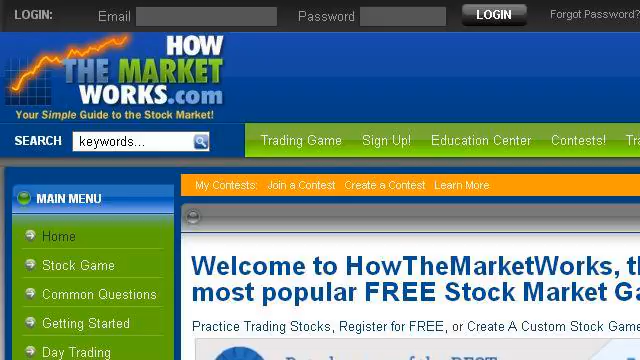 LOGIN: Email Password LOGIN Forgot Password?
HOW
THE MARKET
WORKS.com
Your Simple Guide to the Stock Market!
SEARCH keywords... Trading Game Sign Up! Education Center Contests!
My Contests: Join a Contest Create a Contest Learn More
MAIN MENU
Home
Stock Game
Common Questions
Getting Started
Day Trading
Welcome to HowTheMarketWorks, th
most popular FREE Stock Market Ga
Practice Trading Stocks, Register for FREE, or Create A Custom Stock Game